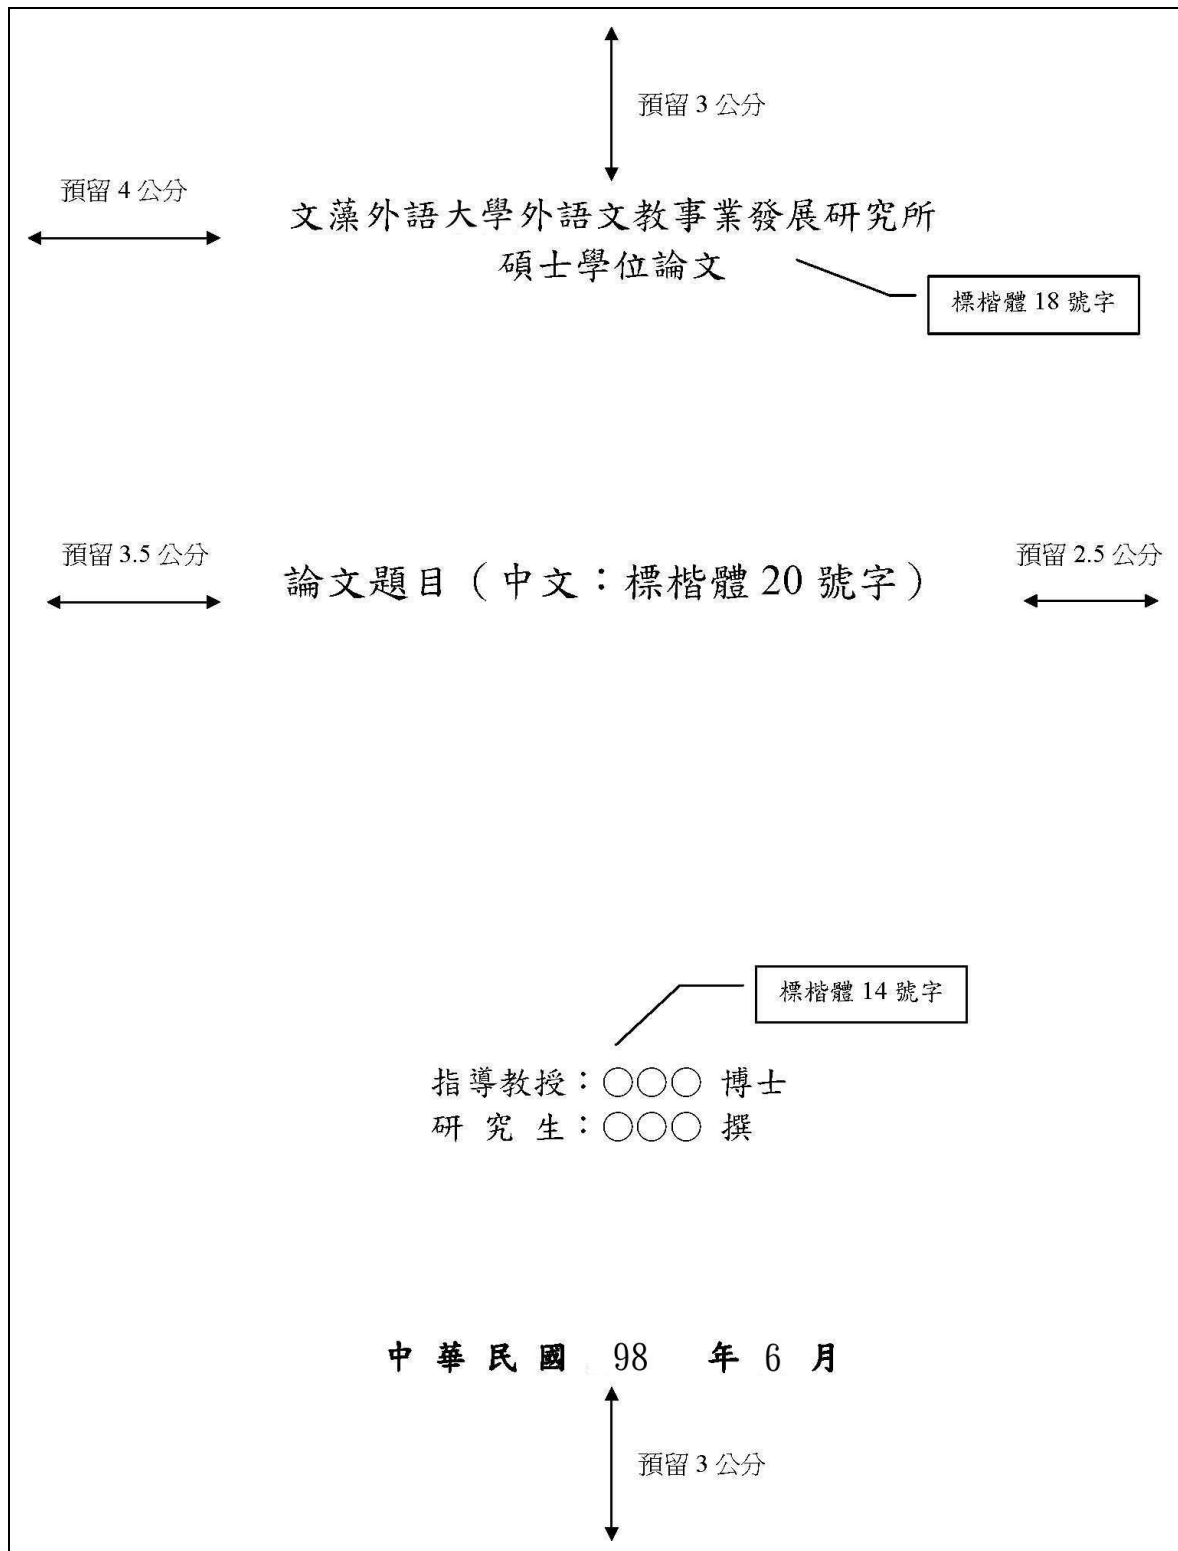 預留 3 公分
預留 4 公分
文藻外語大學外語文教事業發展研究所
碩士學位論文
標楷體 18 號字
預留 3.5 公分
論文題目（中文：標楷體 20 號字）
預留 2.5 公分
標楷體 14 號字
指導教授：○○○ 博士
研 究 生：○○○ 撰
中 華 民 國 98 年 6 月
預留 3 公分